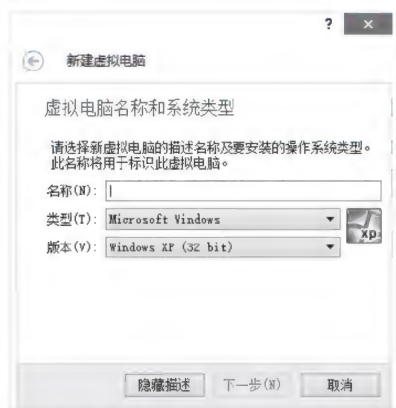 ?
新建虚拟电脑
虚拟电脑名称和系统类型
请选择新虚拟电脑的描述名称及要安装的操作系统类型。
此名称将用于标识此虚拟电脑。
名称(N):
类型(T): Microsoft Windows
XP
版本(V): Windows XP (32 bit)
隐藏描述 下一步(N) 取消